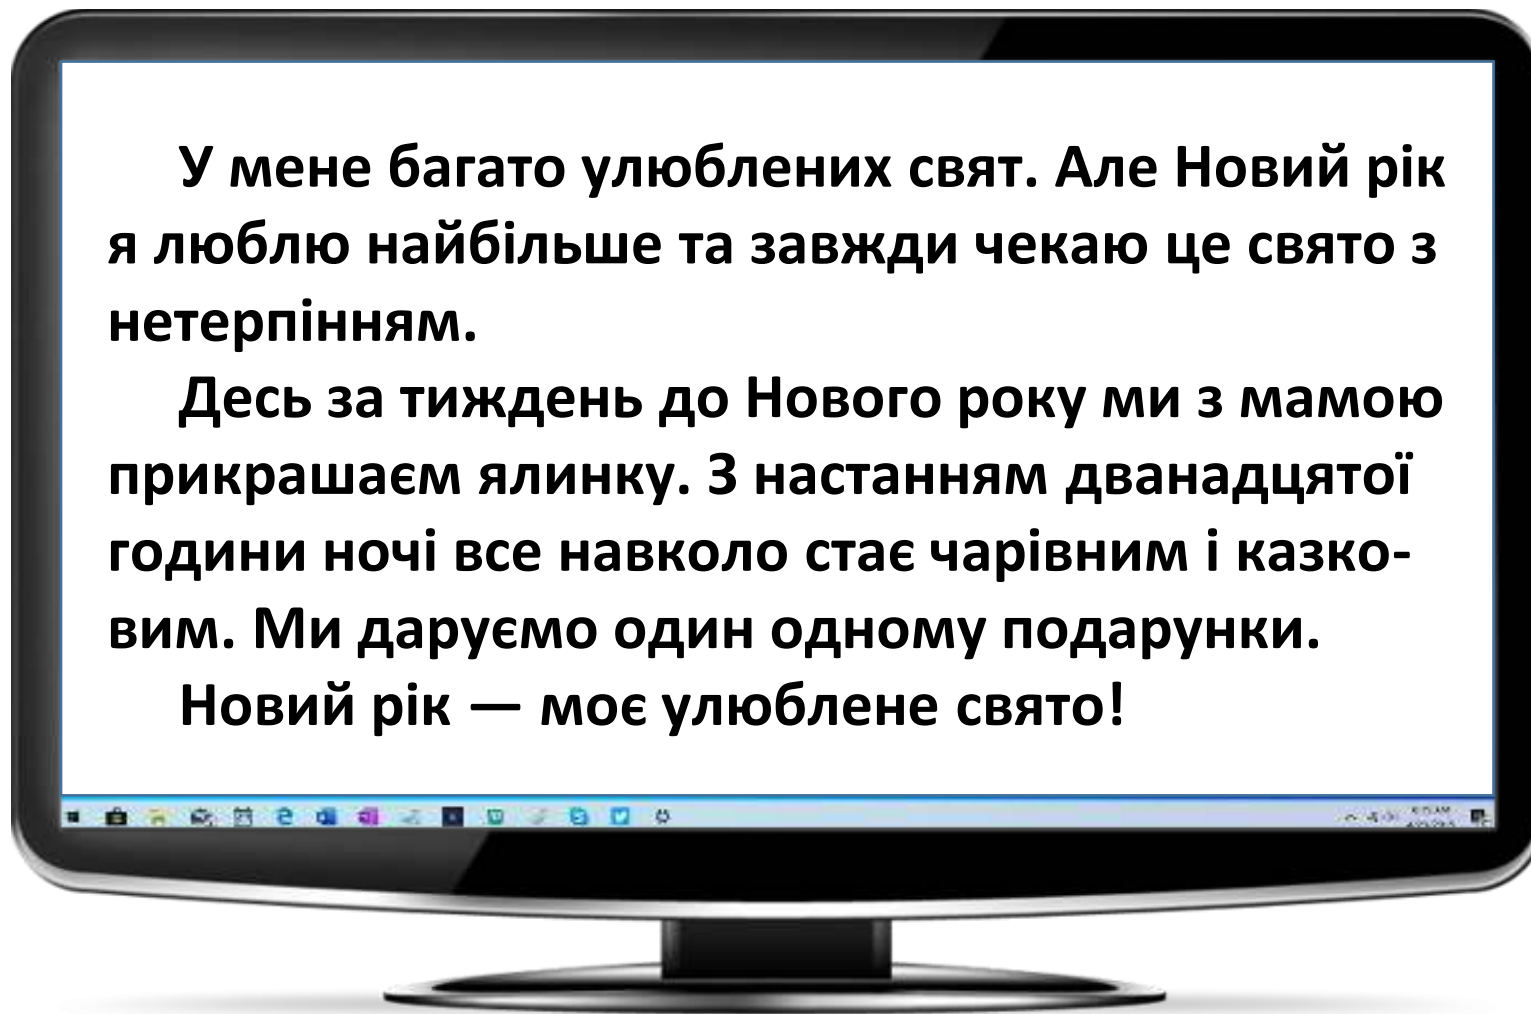 У мене багато улюблених свят. Але Новий рік
я люблю найбільше та завжди чекаю це свято з
нетерпінням.
Десь за тиждень до Нового року ми з мамою
прикрашаєм ялинку. З настанням дванадцятої
години ночі все навколо стає чарівним і казко-
вим. Ми даруємо один одному подарунки.
Новий рік — моє улюблене свято!